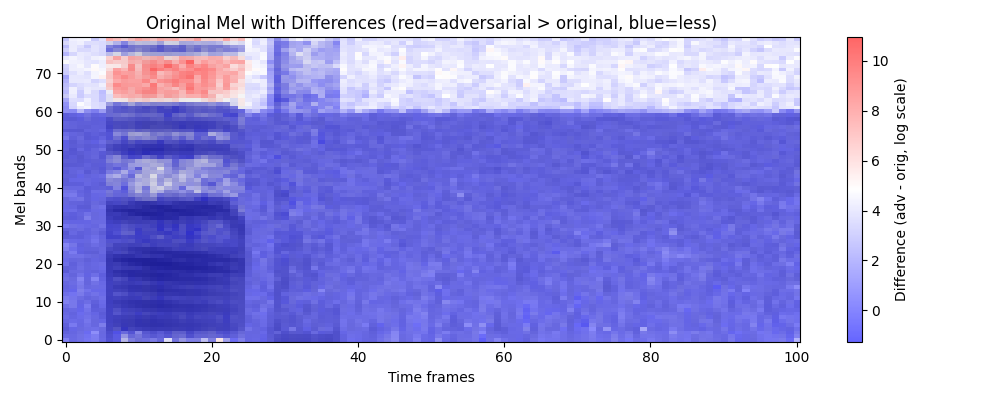 Original Mel with Differences (red=adversarial > original, blue=less)
Mel bands
70
60
50
40
30
20
10
0
0 20 40 60 80 100
Time frames
10
8
6
4
2
0
Difference (adv - orig, log scale)